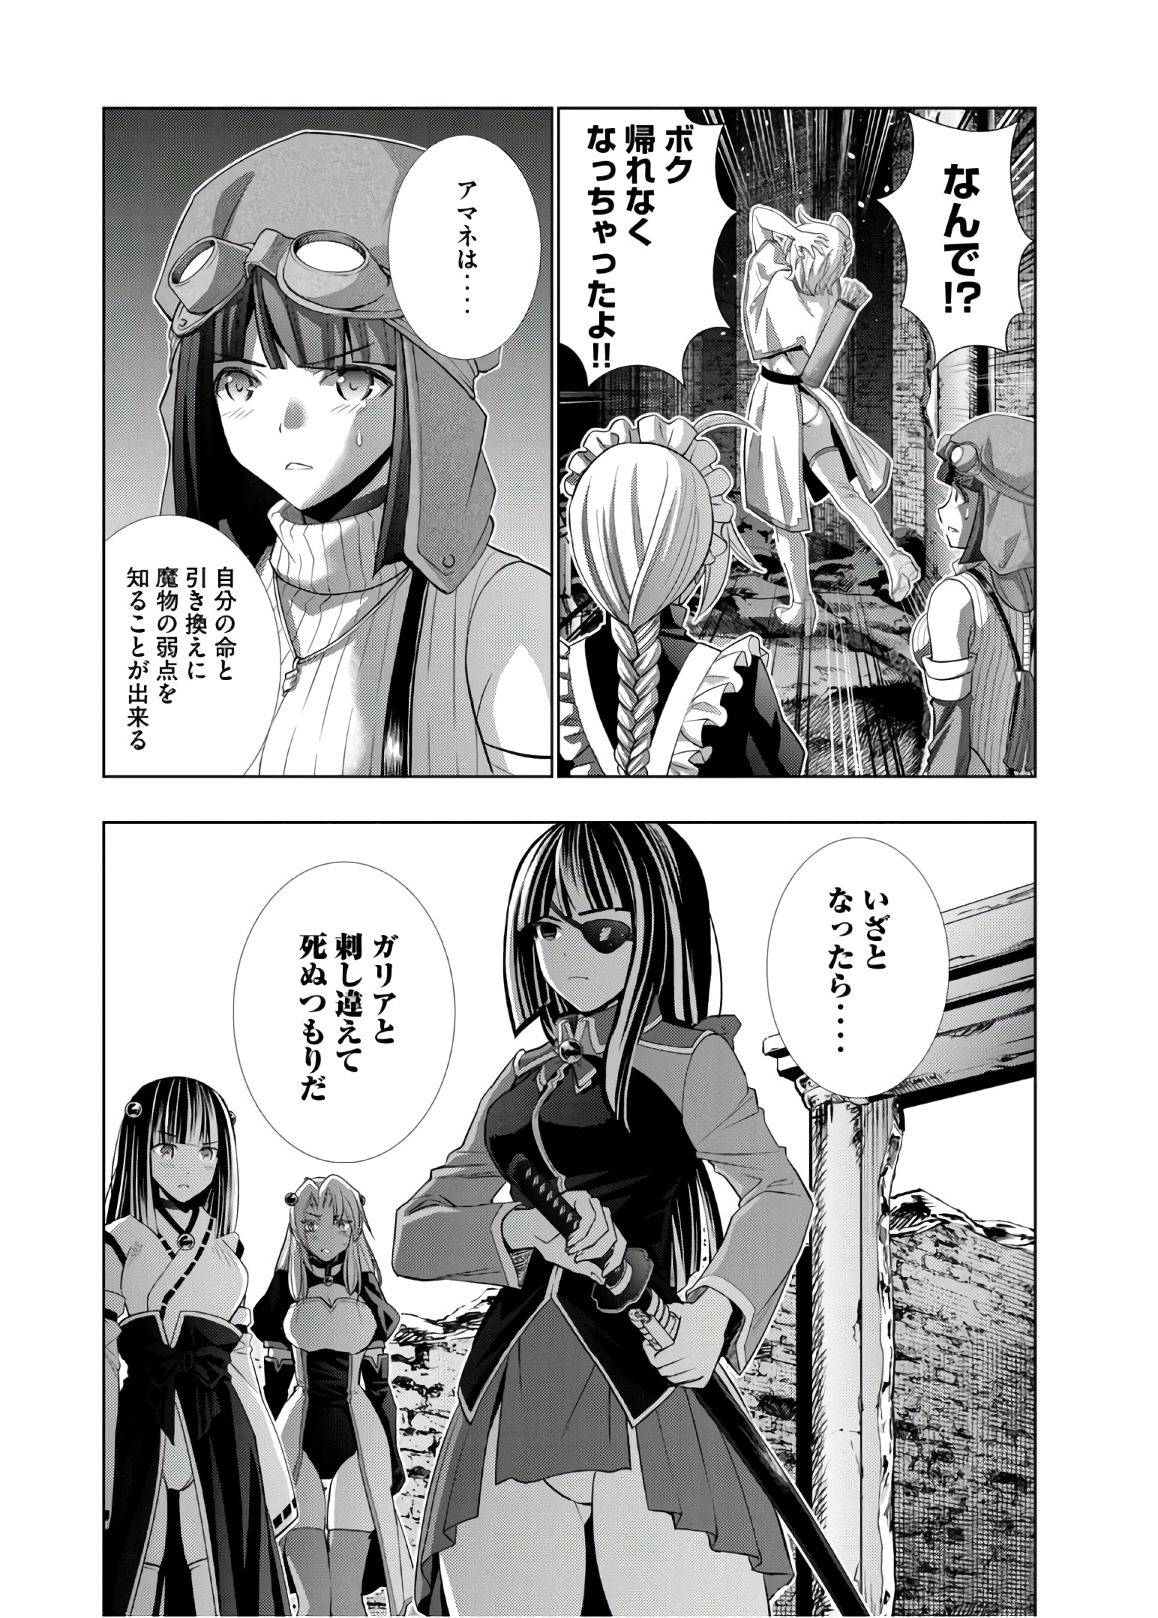 なんで!?
ボク
帰れなく
なっちゃったよ!!
アマネは‥‥
自分の命と
引き換えに
魔物の弱点を
知ることが出来る
いざと
なったら‥‥
ガリアと
刺し違えて
死ぬつもりだ